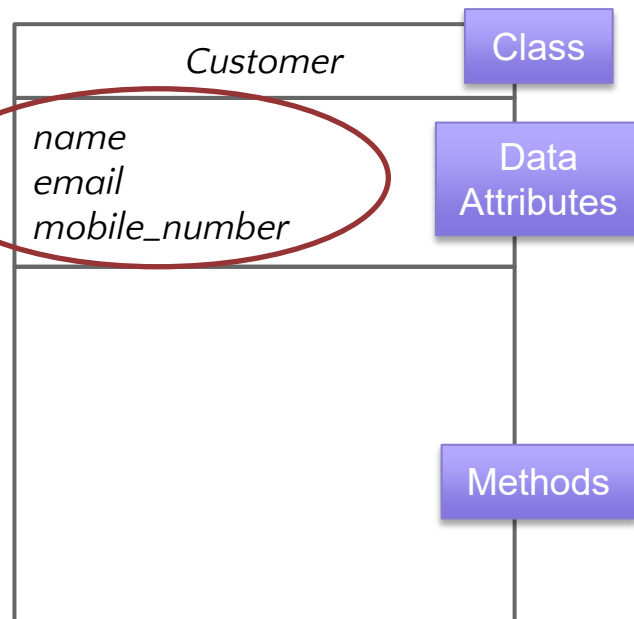 Customer
Class
name
email
mobile_number
Data
Attributes
Methods